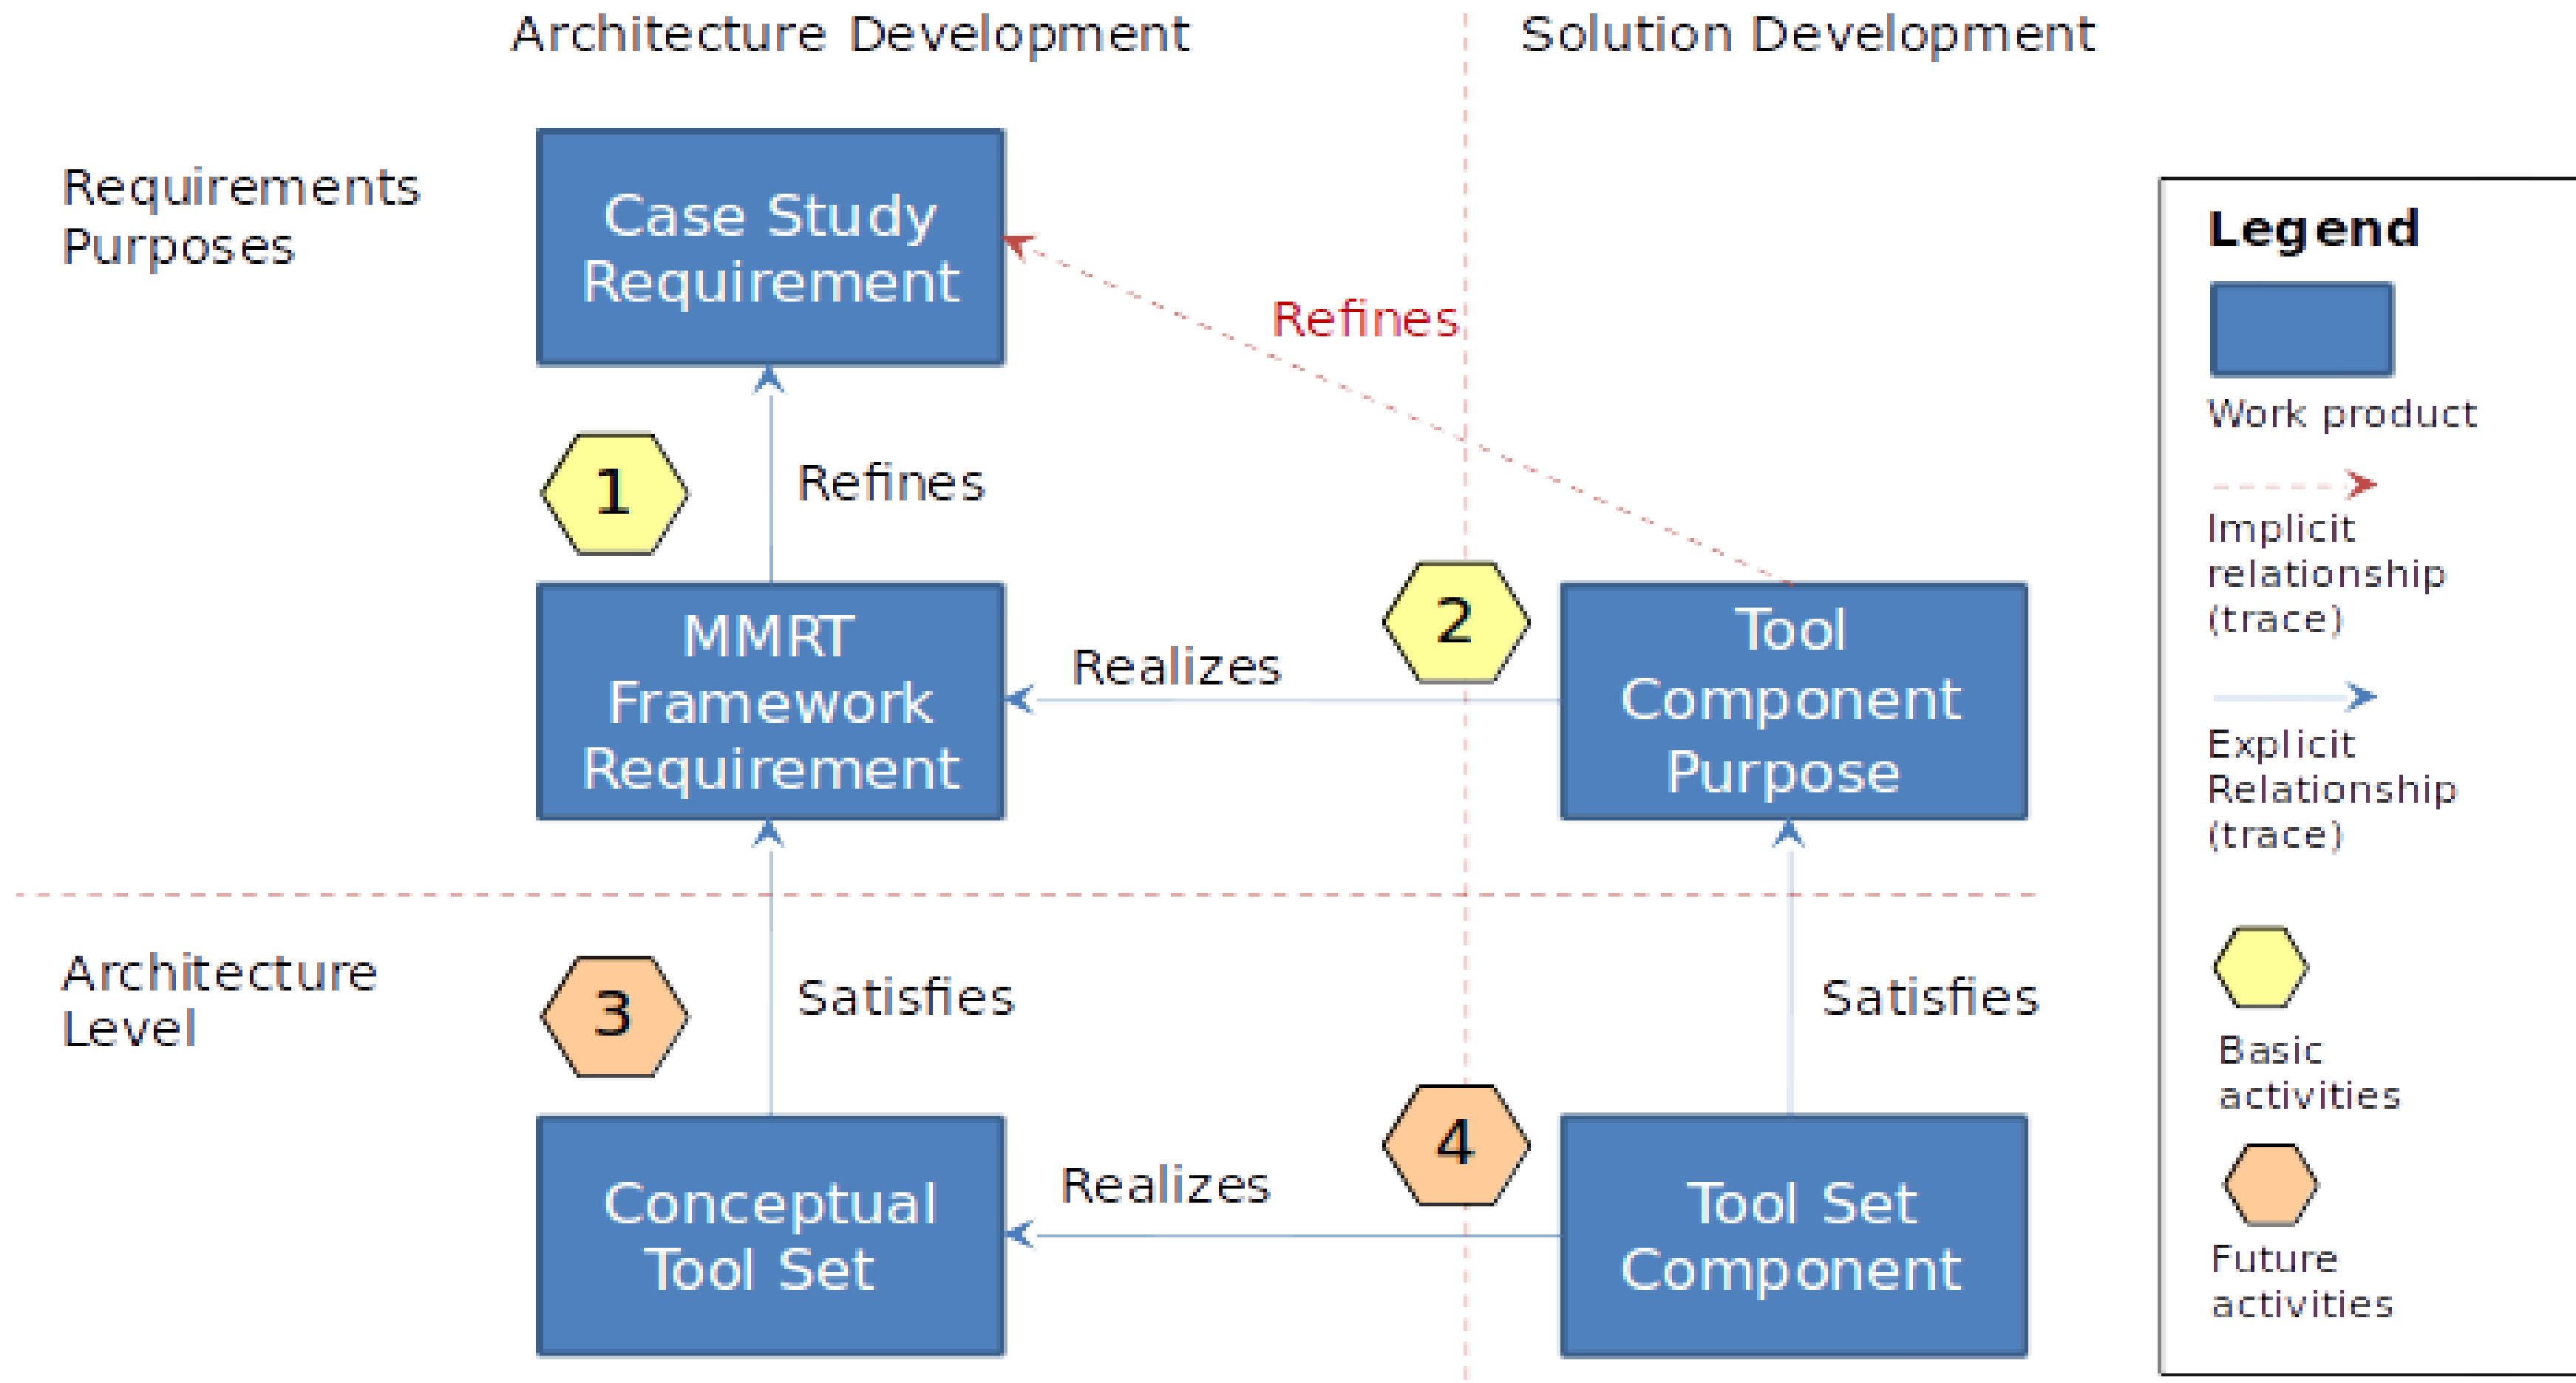 Architecture Development
Solution Development
Requirements
Purposes
Case Study
Requirement
Refines
1
Refines
MMRT
Framework
Requirement
Realizes
2
Tool
Component
Purpose
Architecture
Level
3
Satisfies
Satisfies
Conceptual
Tool Set
Realizes
4
Tool Set
Component
Legend
Work product
Implicit
relationship
(trace)
Explicit
Relationship
(trace)
Basic
activities
Future
activities